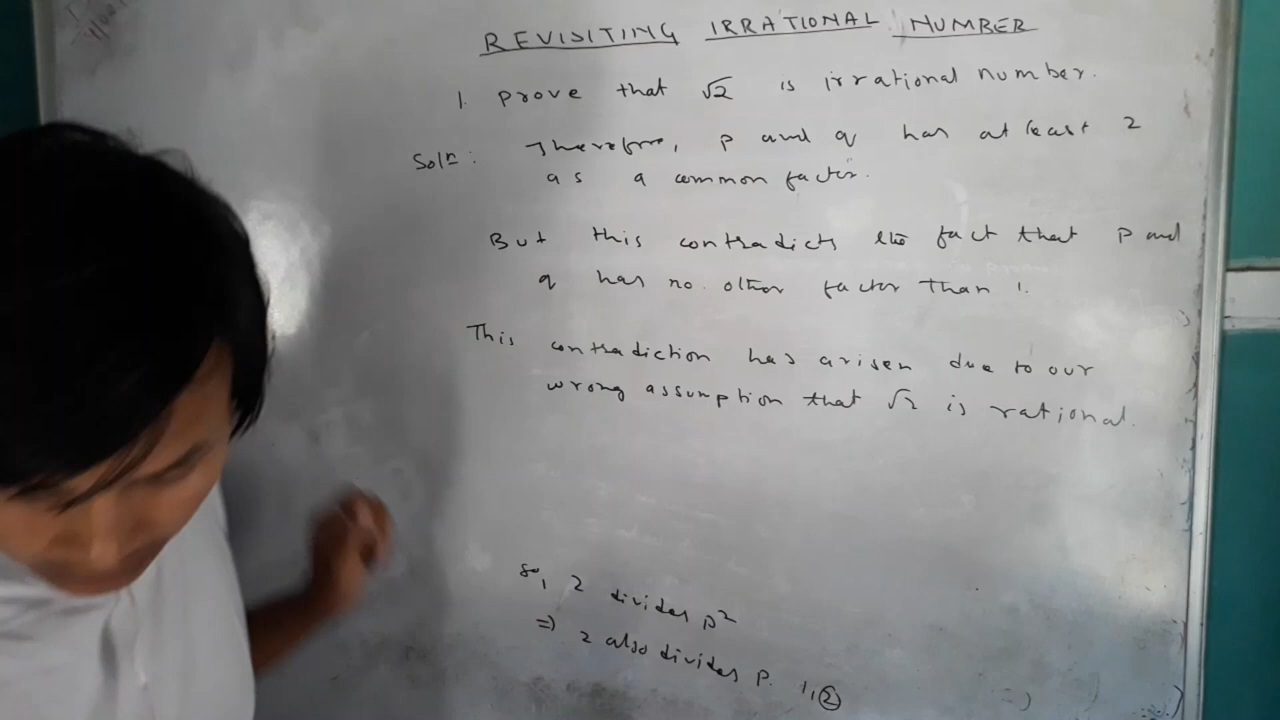 REVISITING IRRATIONAL NUMBER
1. Prove that √2 is irrational number.
Solⁿ: Therefore, p and q has at least 2
as a common factor.
But this contradicts the fact that p and
q has no other factor than 1.
This contradiction has arisen due to our
wrong assumption that √2 is rational.
So, 2 divides p²
⇒ 2 also divides p.